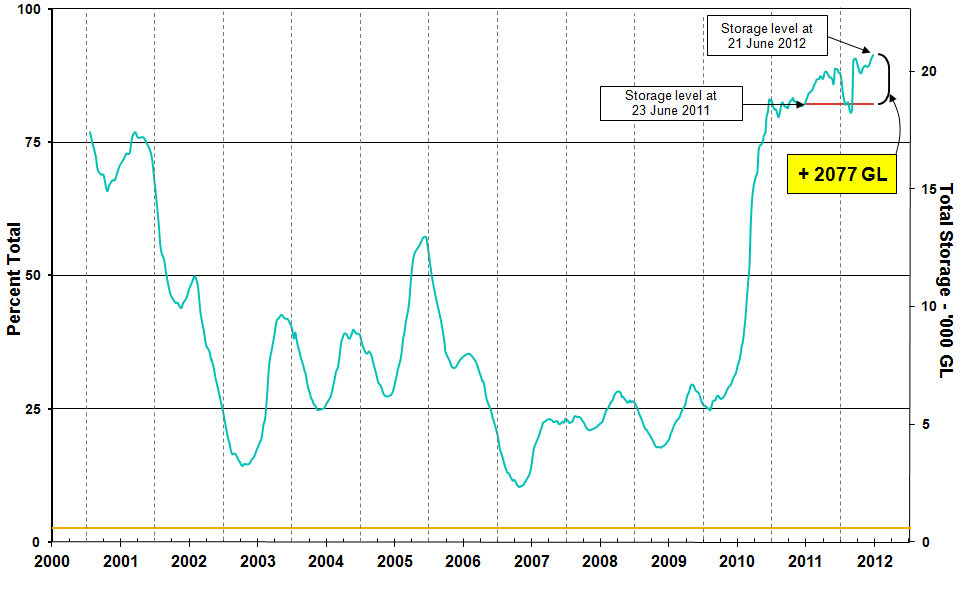 100
75
50
25
0
Percent Total
Storage level at
21 June 2012
Storage level at
23 June 2011
+ 2077 GL
20
15
10
5
0
Total Storage - '000 GL
2000 2001 2002 2003 2004 2005 2006 2007 2008 2009 2010 2011 2012